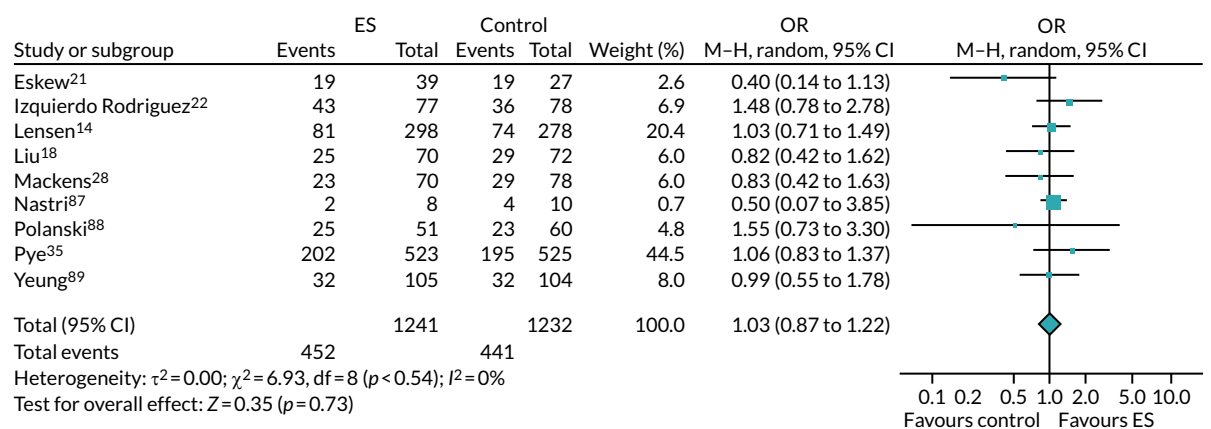 ES Control OR OR
Study or subgroup Events Total Events Total Weight (%) M–H, random, 95% CI M–H, random, 95% CI
Eskew21 19 39 19 27 2.6 0.40 (0.14 to 1.13)
Izquierdo Rodriguez22 43 77 36 78 6.9 1.48 (0.78 to 2.78)
Lensen14 81 298 74 278 20.4 1.03 (0.71 to 1.49)
Liu18 25 70 29 72 6.0 0.82 (0.42 to 1.62)
Mackens28 23 70 29 78 6.0 0.83 (0.42 to 1.63)
Nastri87 2 8 4 10 0.7 0.50 (0.07 to 3.85)
Polanski88 25 51 23 60 4.8 1.55 (0.73 to 3.30)
Pye35 202 523 195 525 44.5 1.06 (0.83 to 1.37)
Yeung89 32 105 32 104 8.0 0.99 (0.55 to 1.78)
Total (95% CI) 1241 1232 100.0 1.03 (0.87 to 1.22)
Total events 452 441
Heterogeneity: τ2=0.00; χ2=6.93, df=8 (p<0.54); I2=0%
Test for overall effect: Z=0.35 (p=0.73)
0.1 0.2 0.5 1.0 2.0 5.0 10.0
Favours control Favours ES